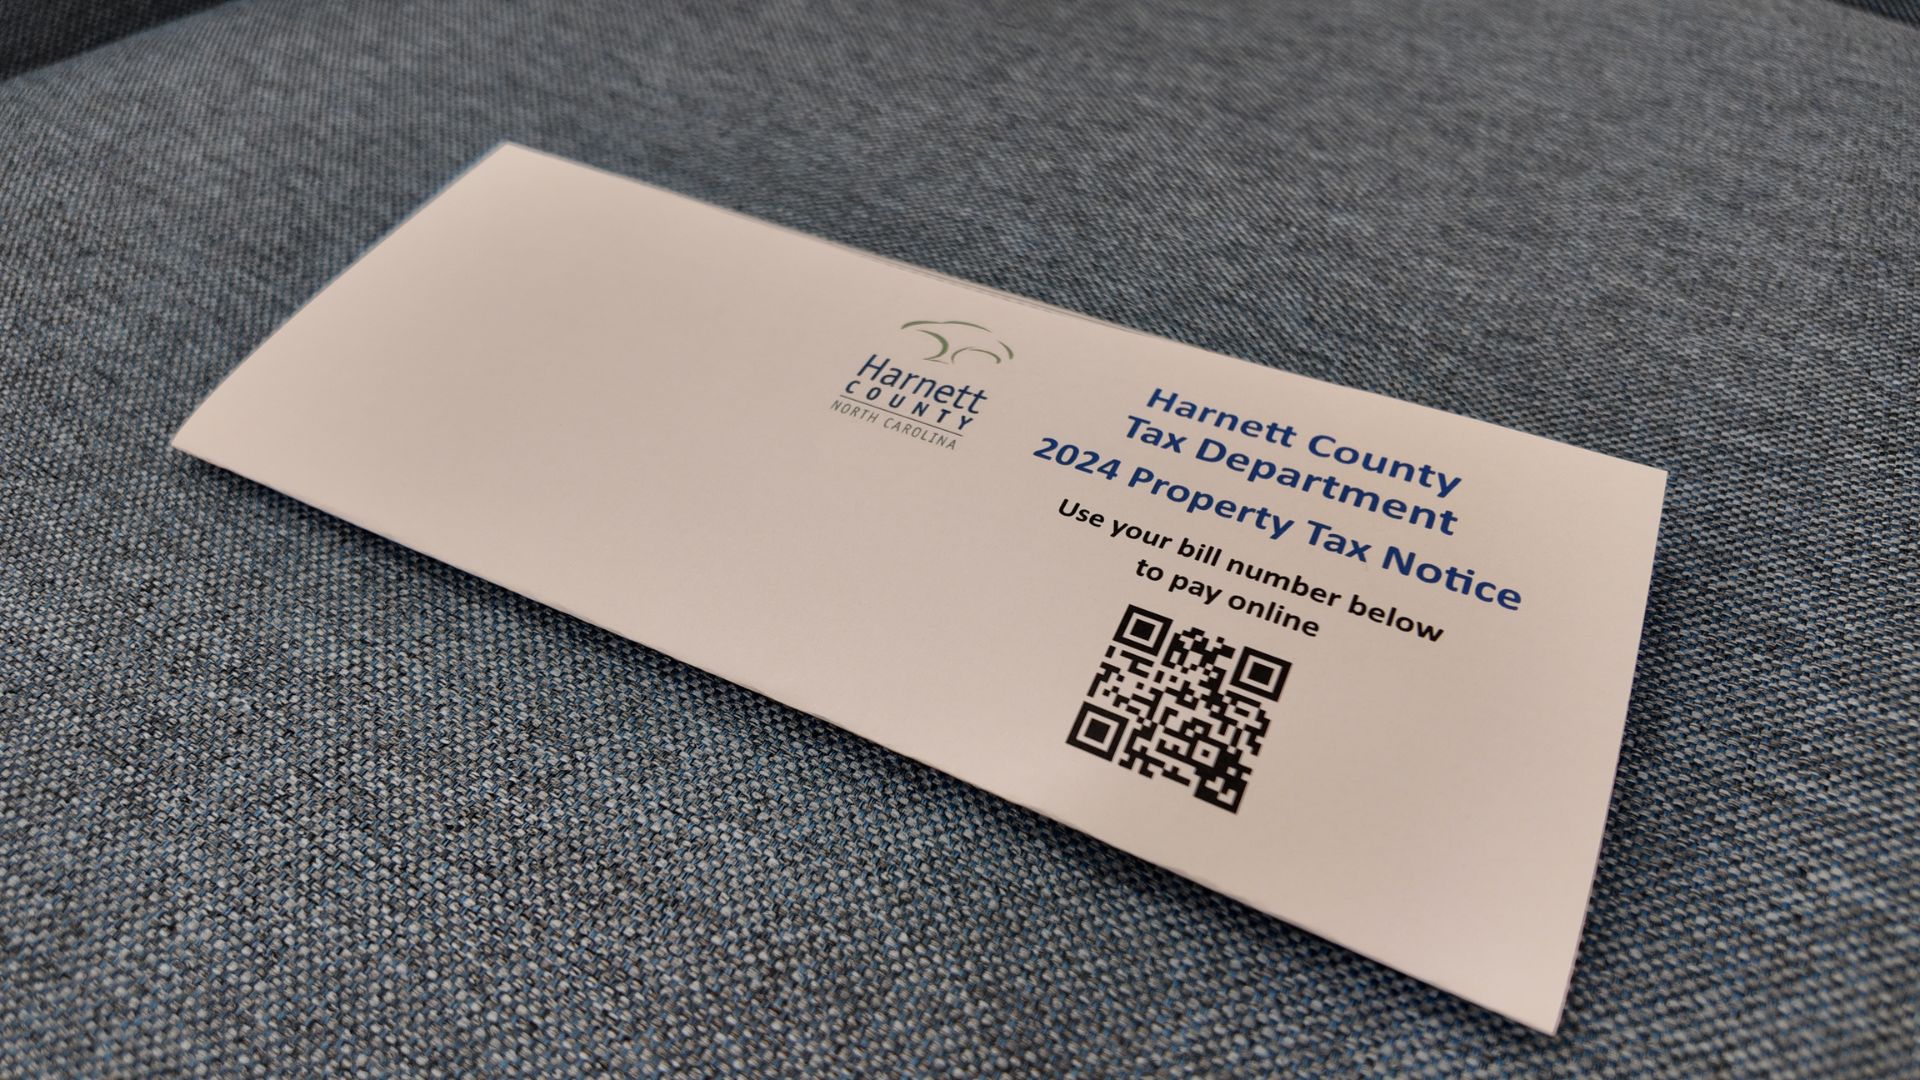 Harnett
COUNTY
NORTH CAROLINA
Harnett County
Tax Department
2024 Property Tax Notice
Use your bill number below
to pay online